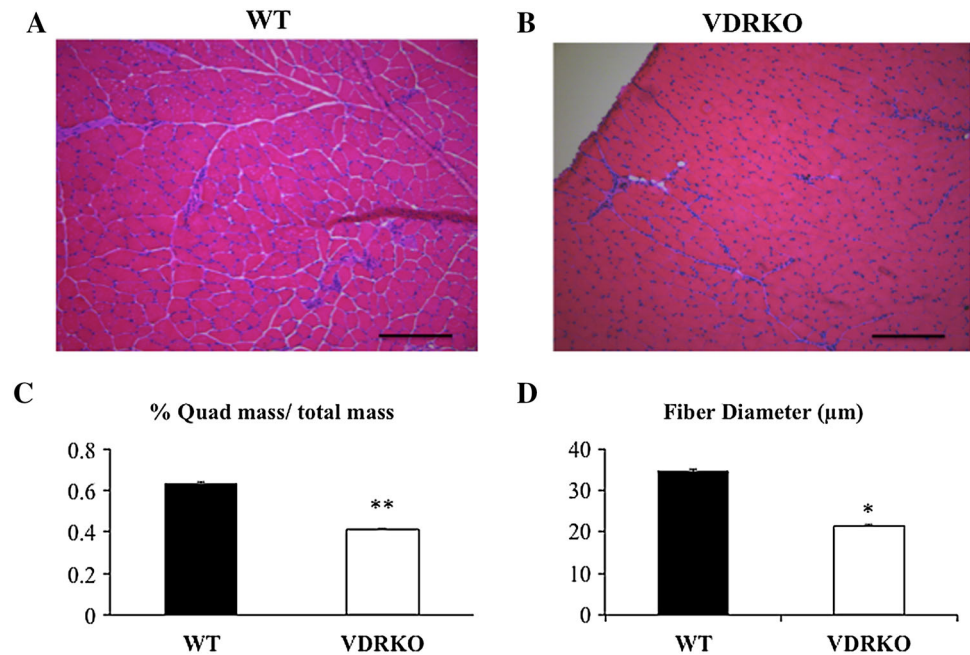 A
WT
B
VDRKO
C
% Quad mass/ total mass
0.8
0.6
0.4
0.2
0
**
WT
VDRKO
D
Fiber Diameter (µm)
40
30
20
10
0
*
WT
VDRKO